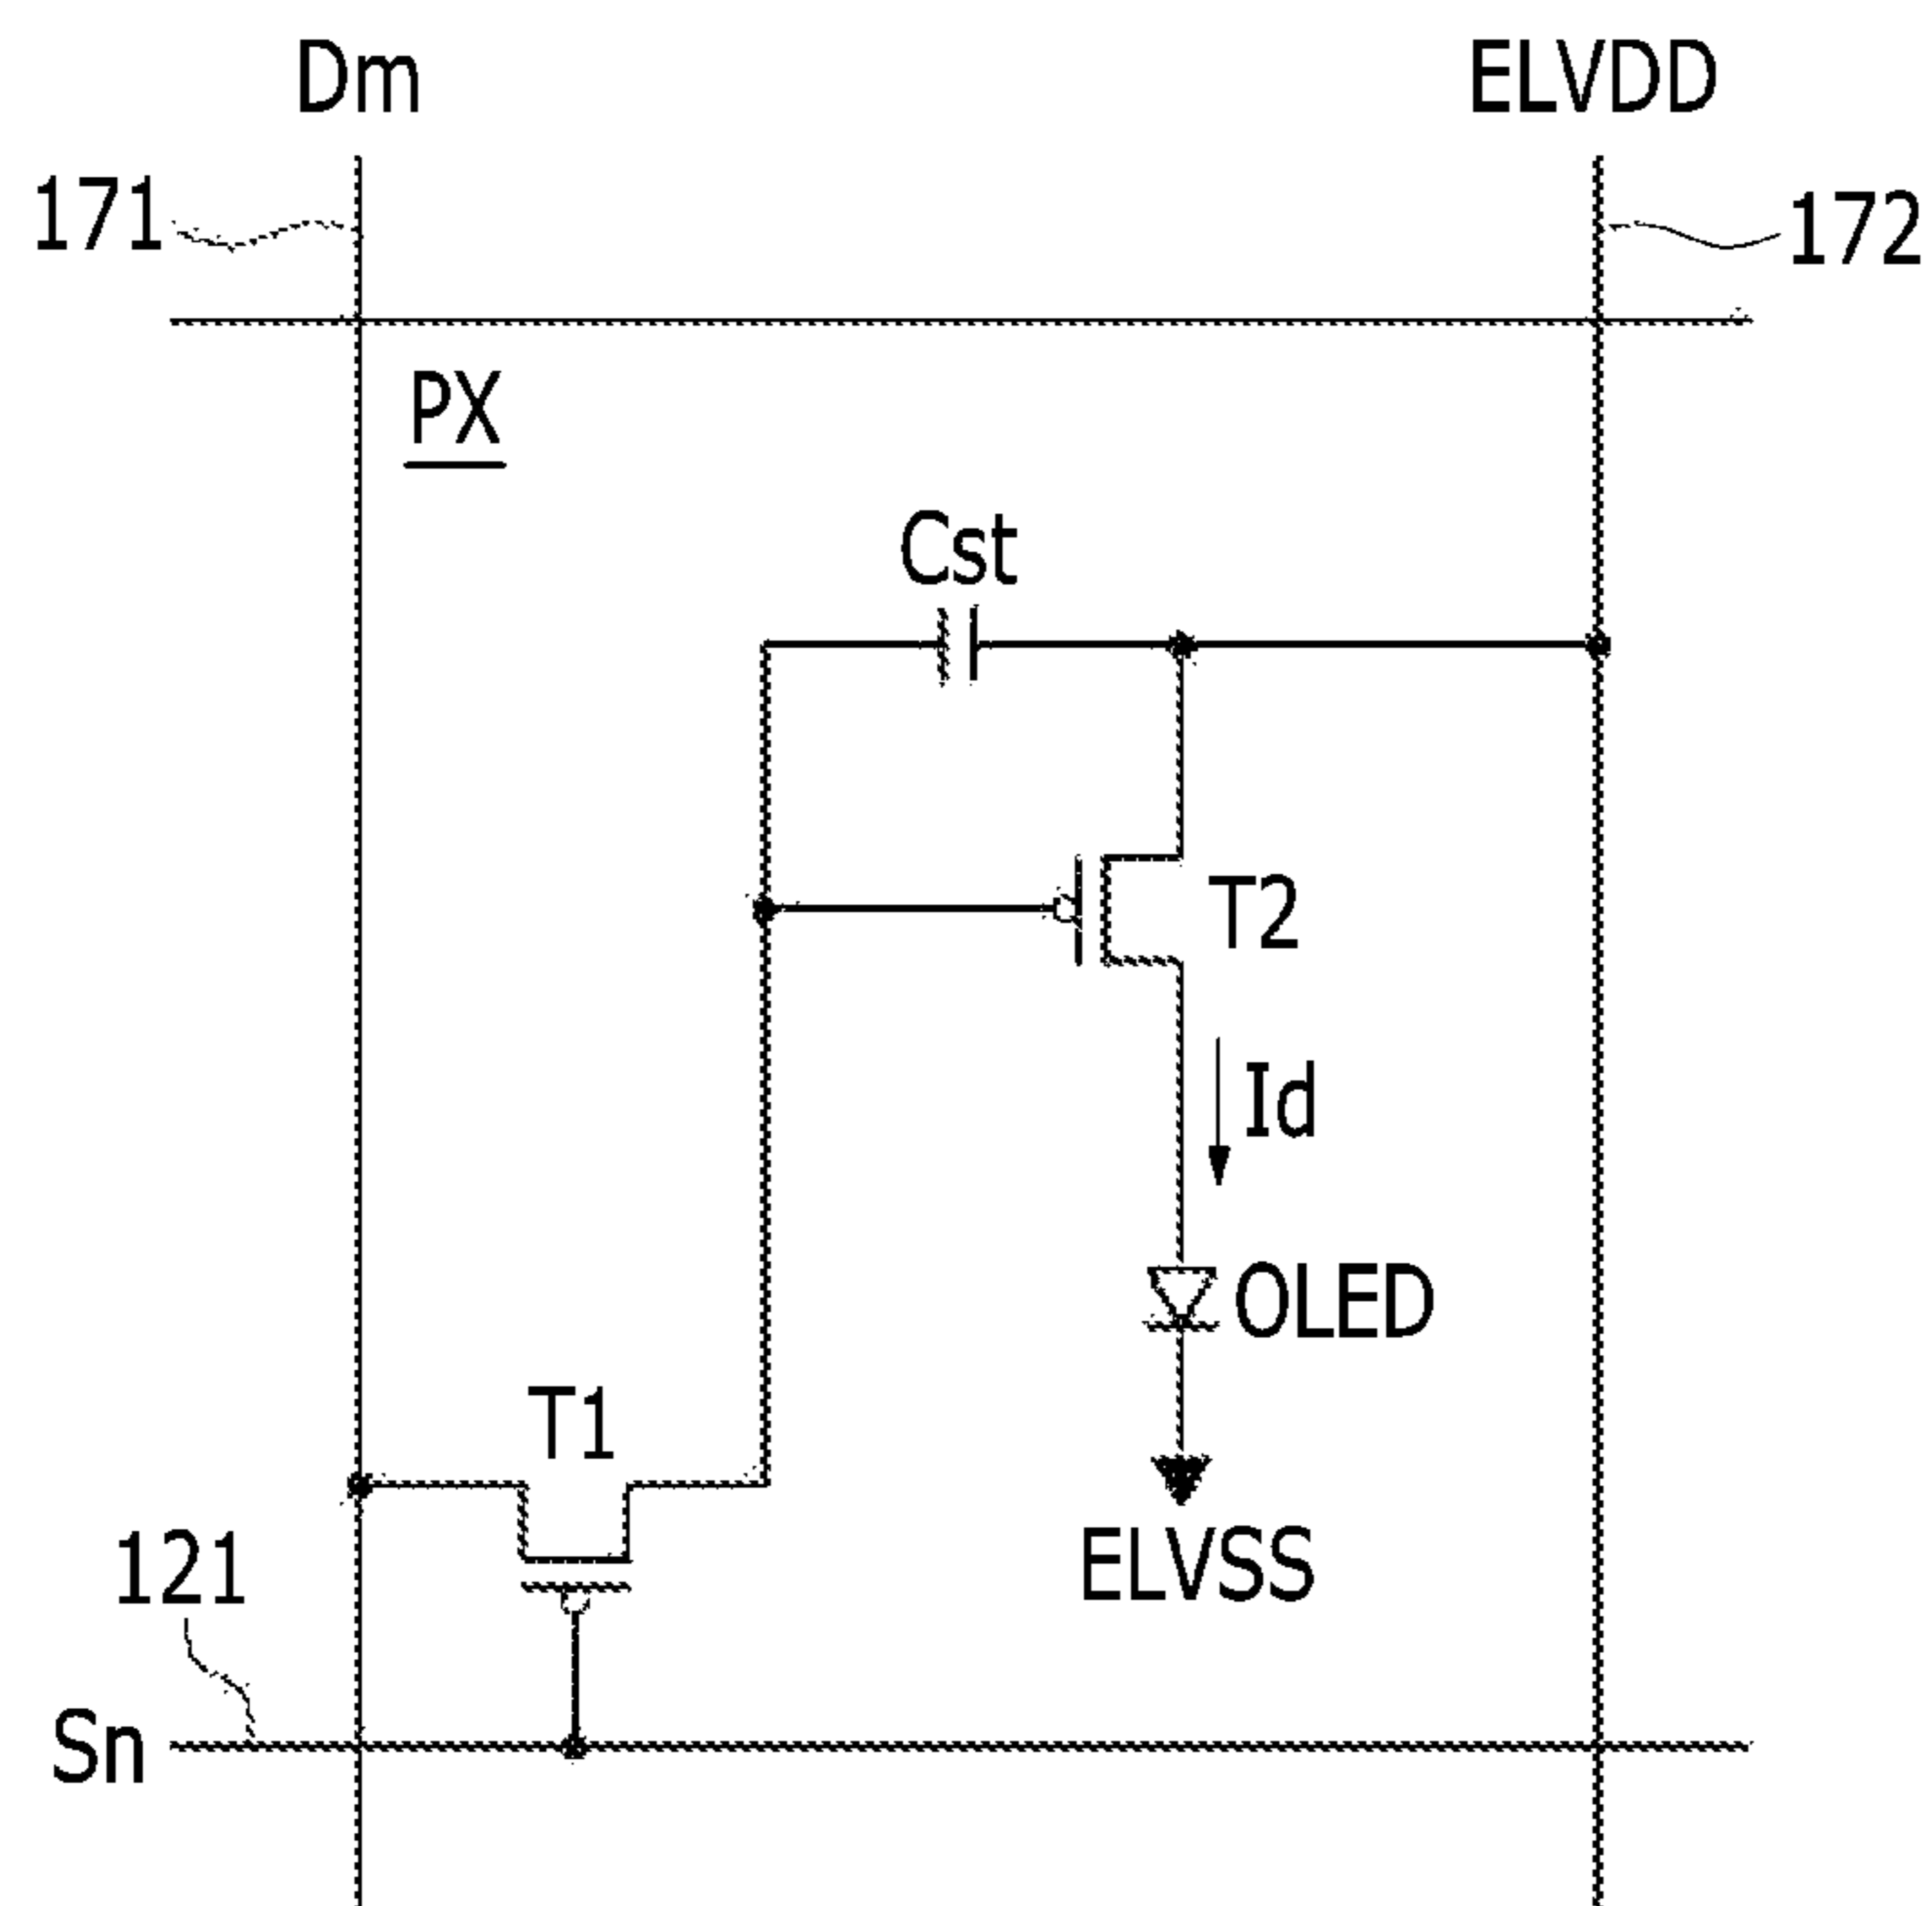 Dm
ELVDD
171
172
PX
Cst
T2
Id
OLED
T1
ELVSS
121
Sn